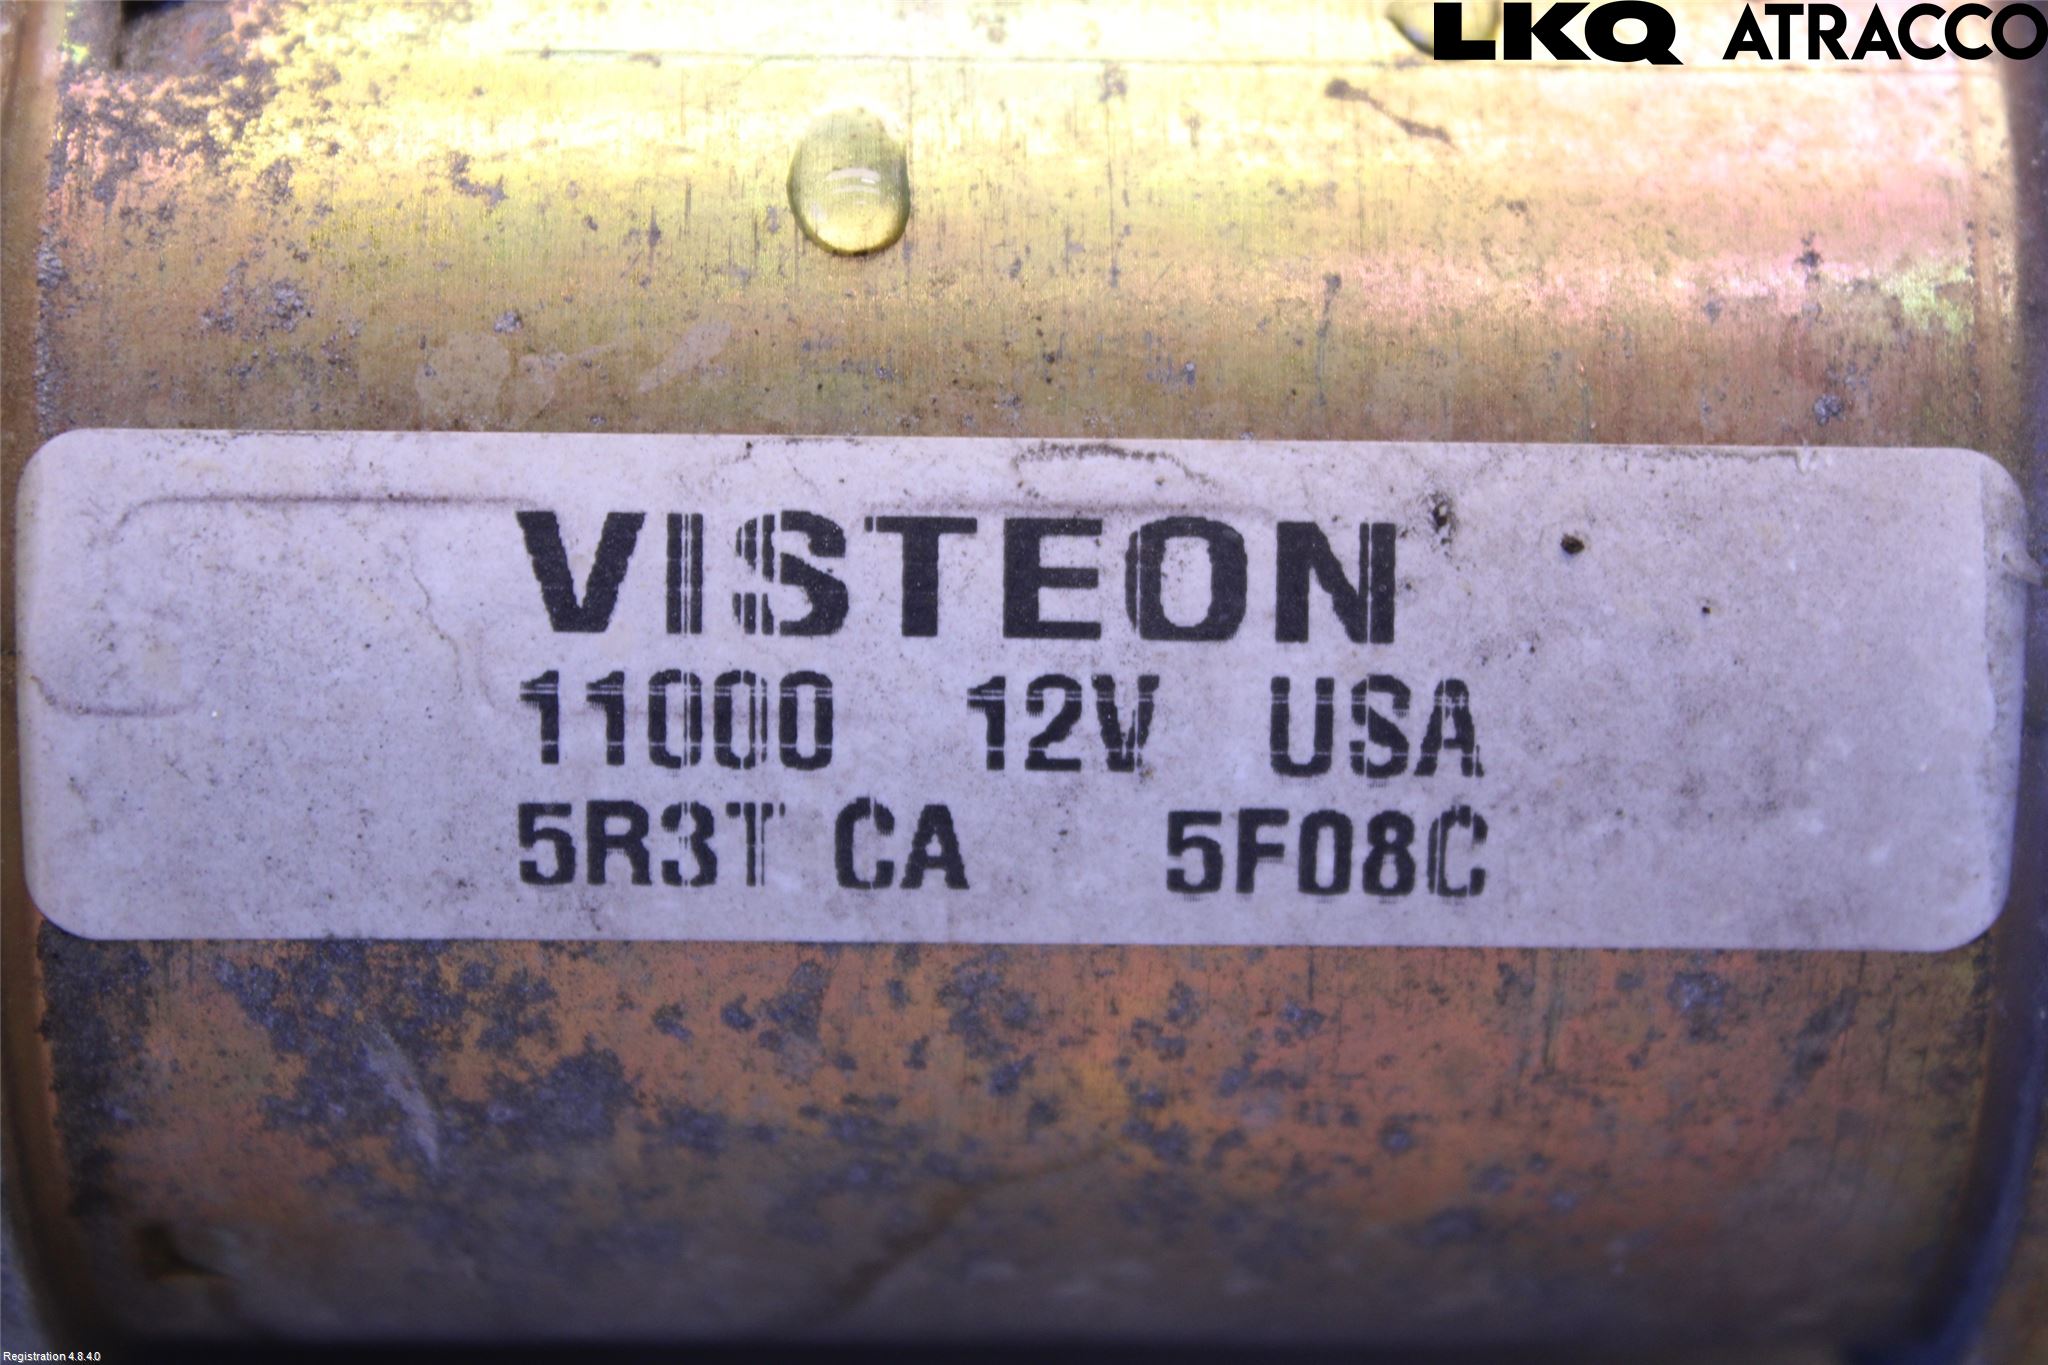 LKQ ATRACCO
VISTEON
11000 12V USA
5R3T CA 5F08C
Registration 4.8.4.0